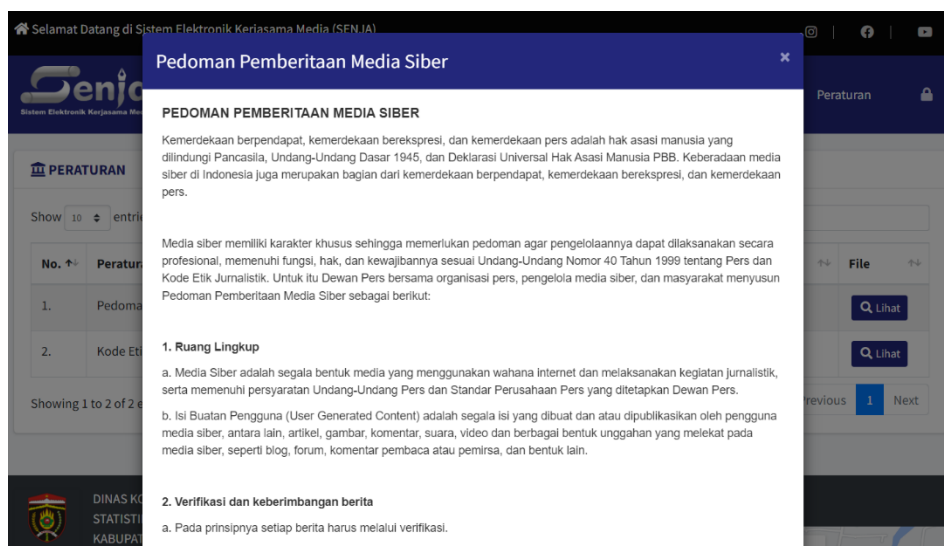 Selamat Datang di Sistem Elektronik Kerjasama Media (SENJA)
Pedoman Pemberitaan Media Siber
×
Peraturan
Sistem Elektronik Kerjasama
PEDOMAN PEMBERITAAN MEDIA SIBER
Kemerdekaan berpendapat, kemerdekaan berekspresi, dan kemerdekaan pers adalah hak asasi manusia yang
dilindungi Pancasila, Undang-Undang Dasar 1945, dan Deklarasi Universal Hak Asasi Manusia PBB. Keberadaan media
siber di Indonesia juga merupakan bagian dari kemerdekaan berpendapat, kemerdekaan berekspresi, dan kemerdekaan
pers.
Media siber memiliki karakter khusus sehingga memerlukan pedoman agar pengelolaannya dapat dilaksanakan secara
profesional, memenuhi fungsi, hak, dan kewajibannya sesuai Undang-Undang Nomor 40 Tahun 1999 tentang Pers dan
Kode Etik Jurnalistik. Untuk itu Dewan Pers bersama organisasi pers, pengelola media siber, dan masyarakat menyusun
Pedoman Pemberitaan Media Siber sebagai berikut:
1. Ruang Lingkup
a. Media Siber adalah segala bentuk media yang menggunakan wahana internet dan melaksanakan kegiatan jurnalistik,
serta memenuhi persyaratan Undang-Undang Pers dan Standar Perusahaan Pers yang ditetapkan Dewan Pers.
b. Isi Buatan Pengguna (User Generated Content) adalah segala isi yang dibuat dan atau dipublikasikan oleh pengguna
media siber, antara lain, artikel, gambar, komentar, suara, video dan berbagai bentuk unggahan yang melekat pada
media siber, seperti blog, forum, komentar pembaca atau pemirsa, dan bentuk lain.
2. Verifikasi dan keberimbangan berita
a. Pada prinsipnya setiap berita harus melalui verifikasi.
PERATURAN
Show 10 entri
No. Peratur File
1. Pedoma Lihat
2. Kode Eti Lihat
Showing 1 to 2 of 2 e
revious 1 Next
DINAS KO
STATISTI
KABUPAT